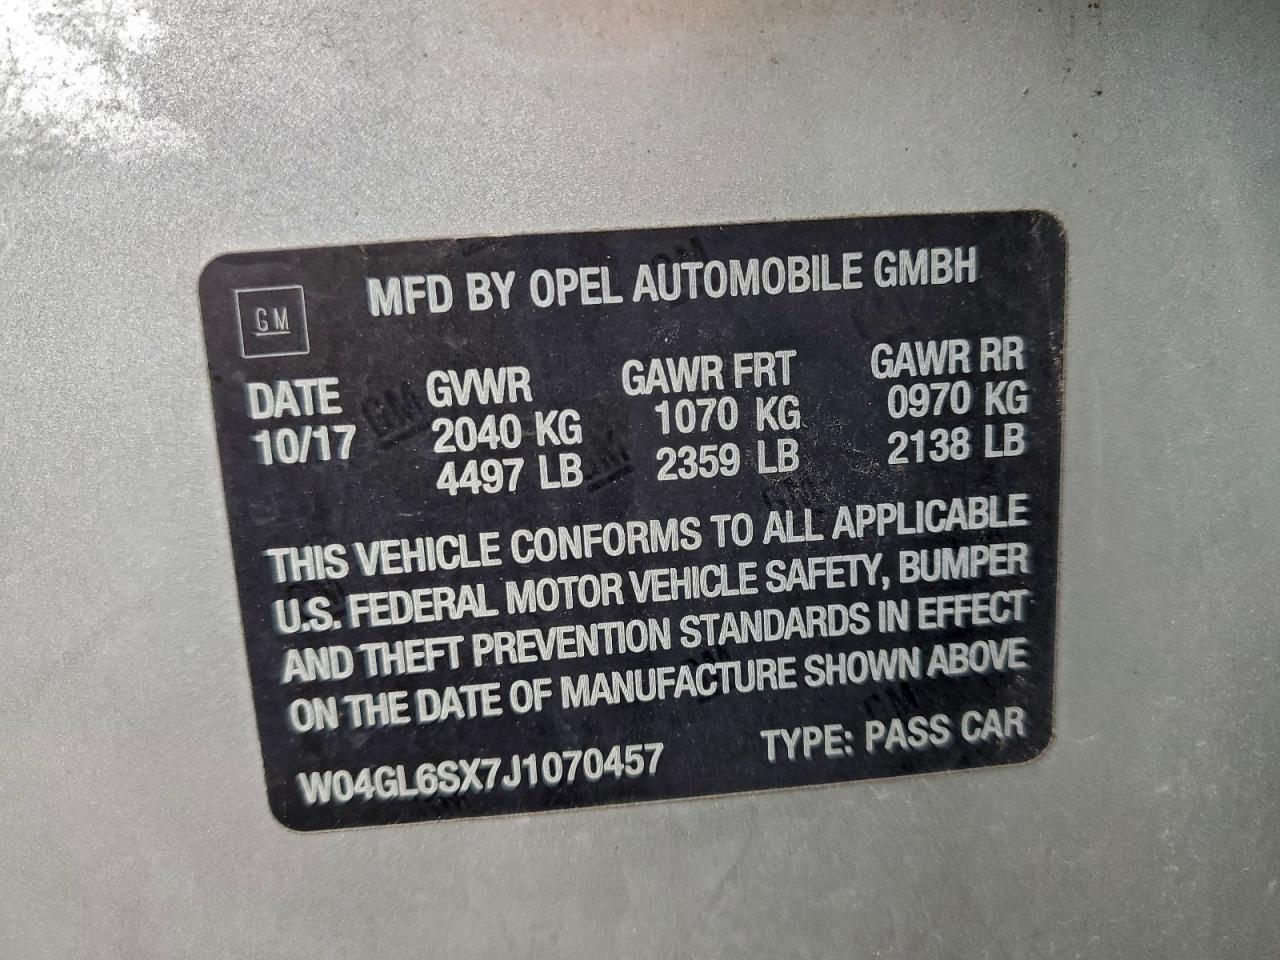 GM
MFD BY OPEL AUTOMOBILE GMBH
DATE GVWR GAWR FRT GAWR RR
10/17 2040 KG 1070 KG 0970 KG
4497 LB 2359 LB 2138 LB
THIS VEHICLE CONFORMS TO ALL APPLICABLE
U.S. FEDERAL MOTOR VEHICLE SAFETY, BUMPER
AND THEFT PREVENTION STANDARDS IN EFFECT
ON THE DATE OF MANUFACTURE SHOWN ABOVE
W04GL6SX7J1070457 TYPE: PASS CAR